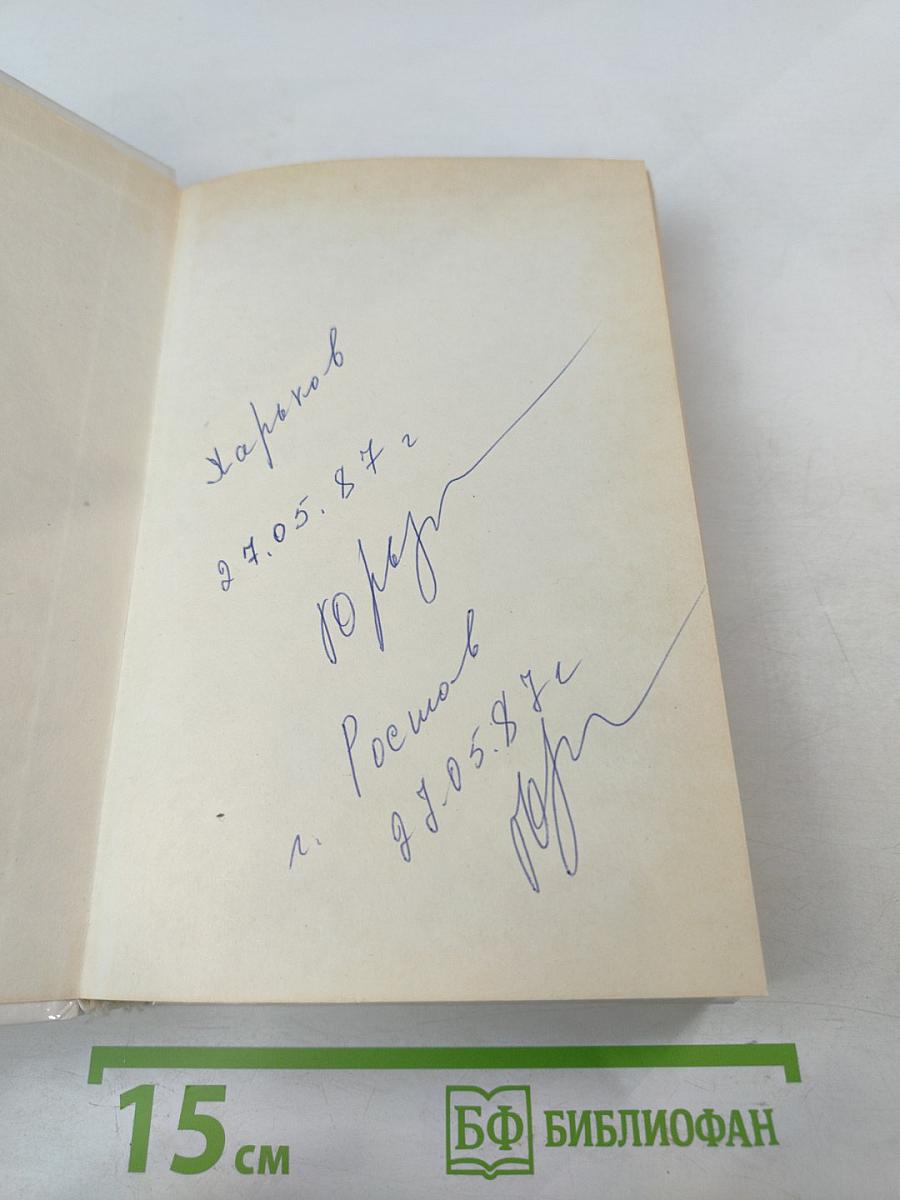 Харьков
27.05.87 г
г. Ростов
27.05.87 г
15 см
БФ БИБЛИОФАН